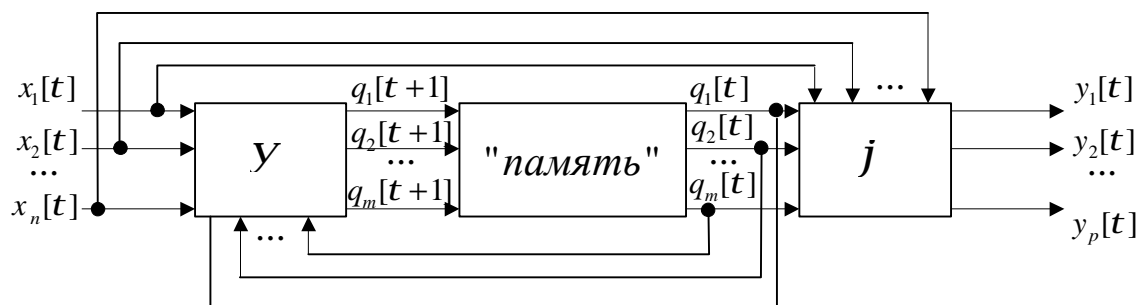 x₁[t] q₁[t+1] q₁[t] ... y₁[t]
x₂[t] y q₂[t+1] "память" q₂[t] j y₂[t]
... ... ... ...
xₙ[t] qₘ[t+1] qₘ[t] yₚ[t]
...